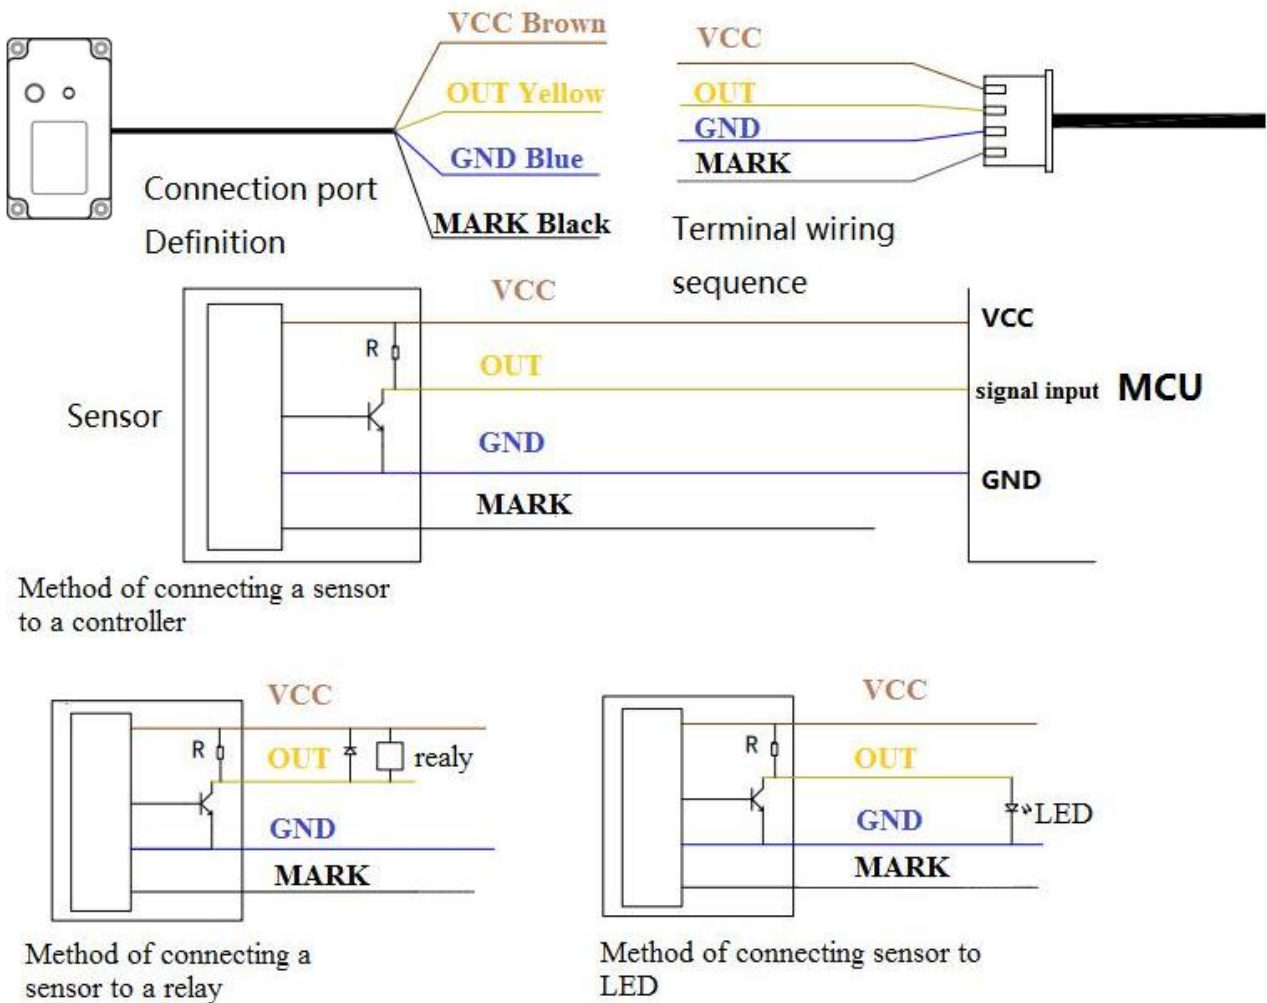 VCC Brown
OUT Yellow
GND Blue
MARK Black
Connection port
Definition
VCC
OUT
GND
MARK
Terminal wiring
sequence
VCC
R
OUT
GND
MARK
Sensor
VCC
signal input MCU
GND
Method of connecting a sensor
to a controller
VCC
R
OUT
realy
GND
MARK
Method of connecting a
sensor to a relay
VCC
R
OUT
GND
LED
MARK
Method of connecting sensor to
LED